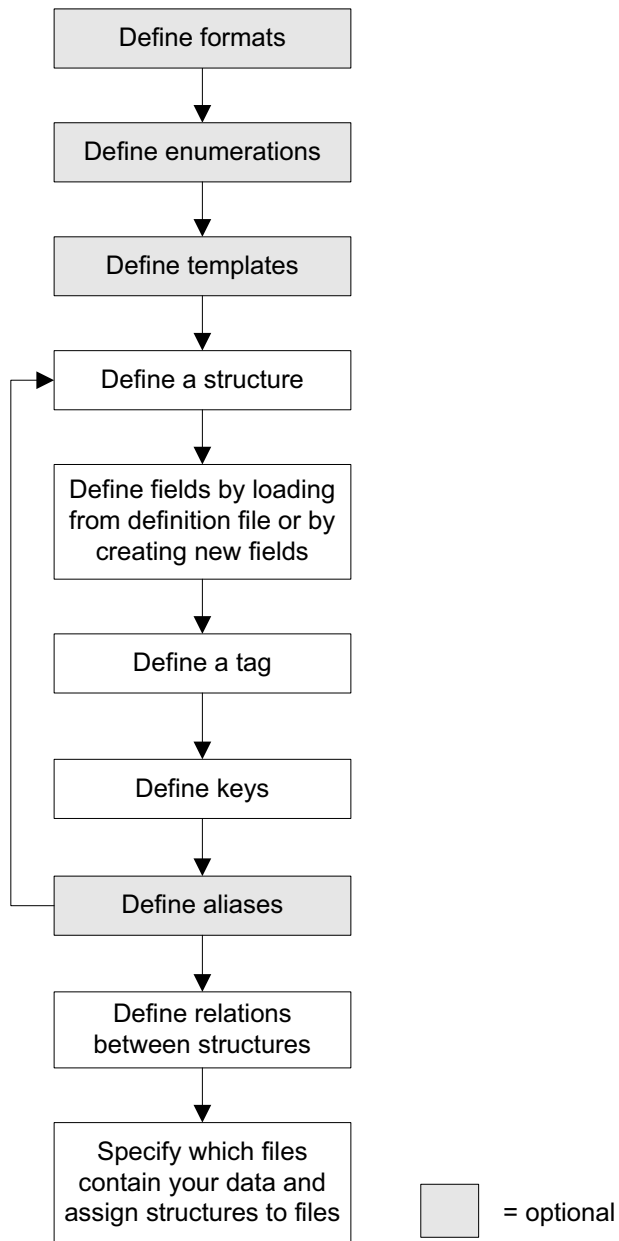 Define formats
Define enumerations
Define templates
Define a structure
Define fields by loading
from definition file or by
creating new fields
Define a tag
Define keys
Define aliases
Define relations
between structures
Specify which files
contain your data and
assign structures to files
= optional